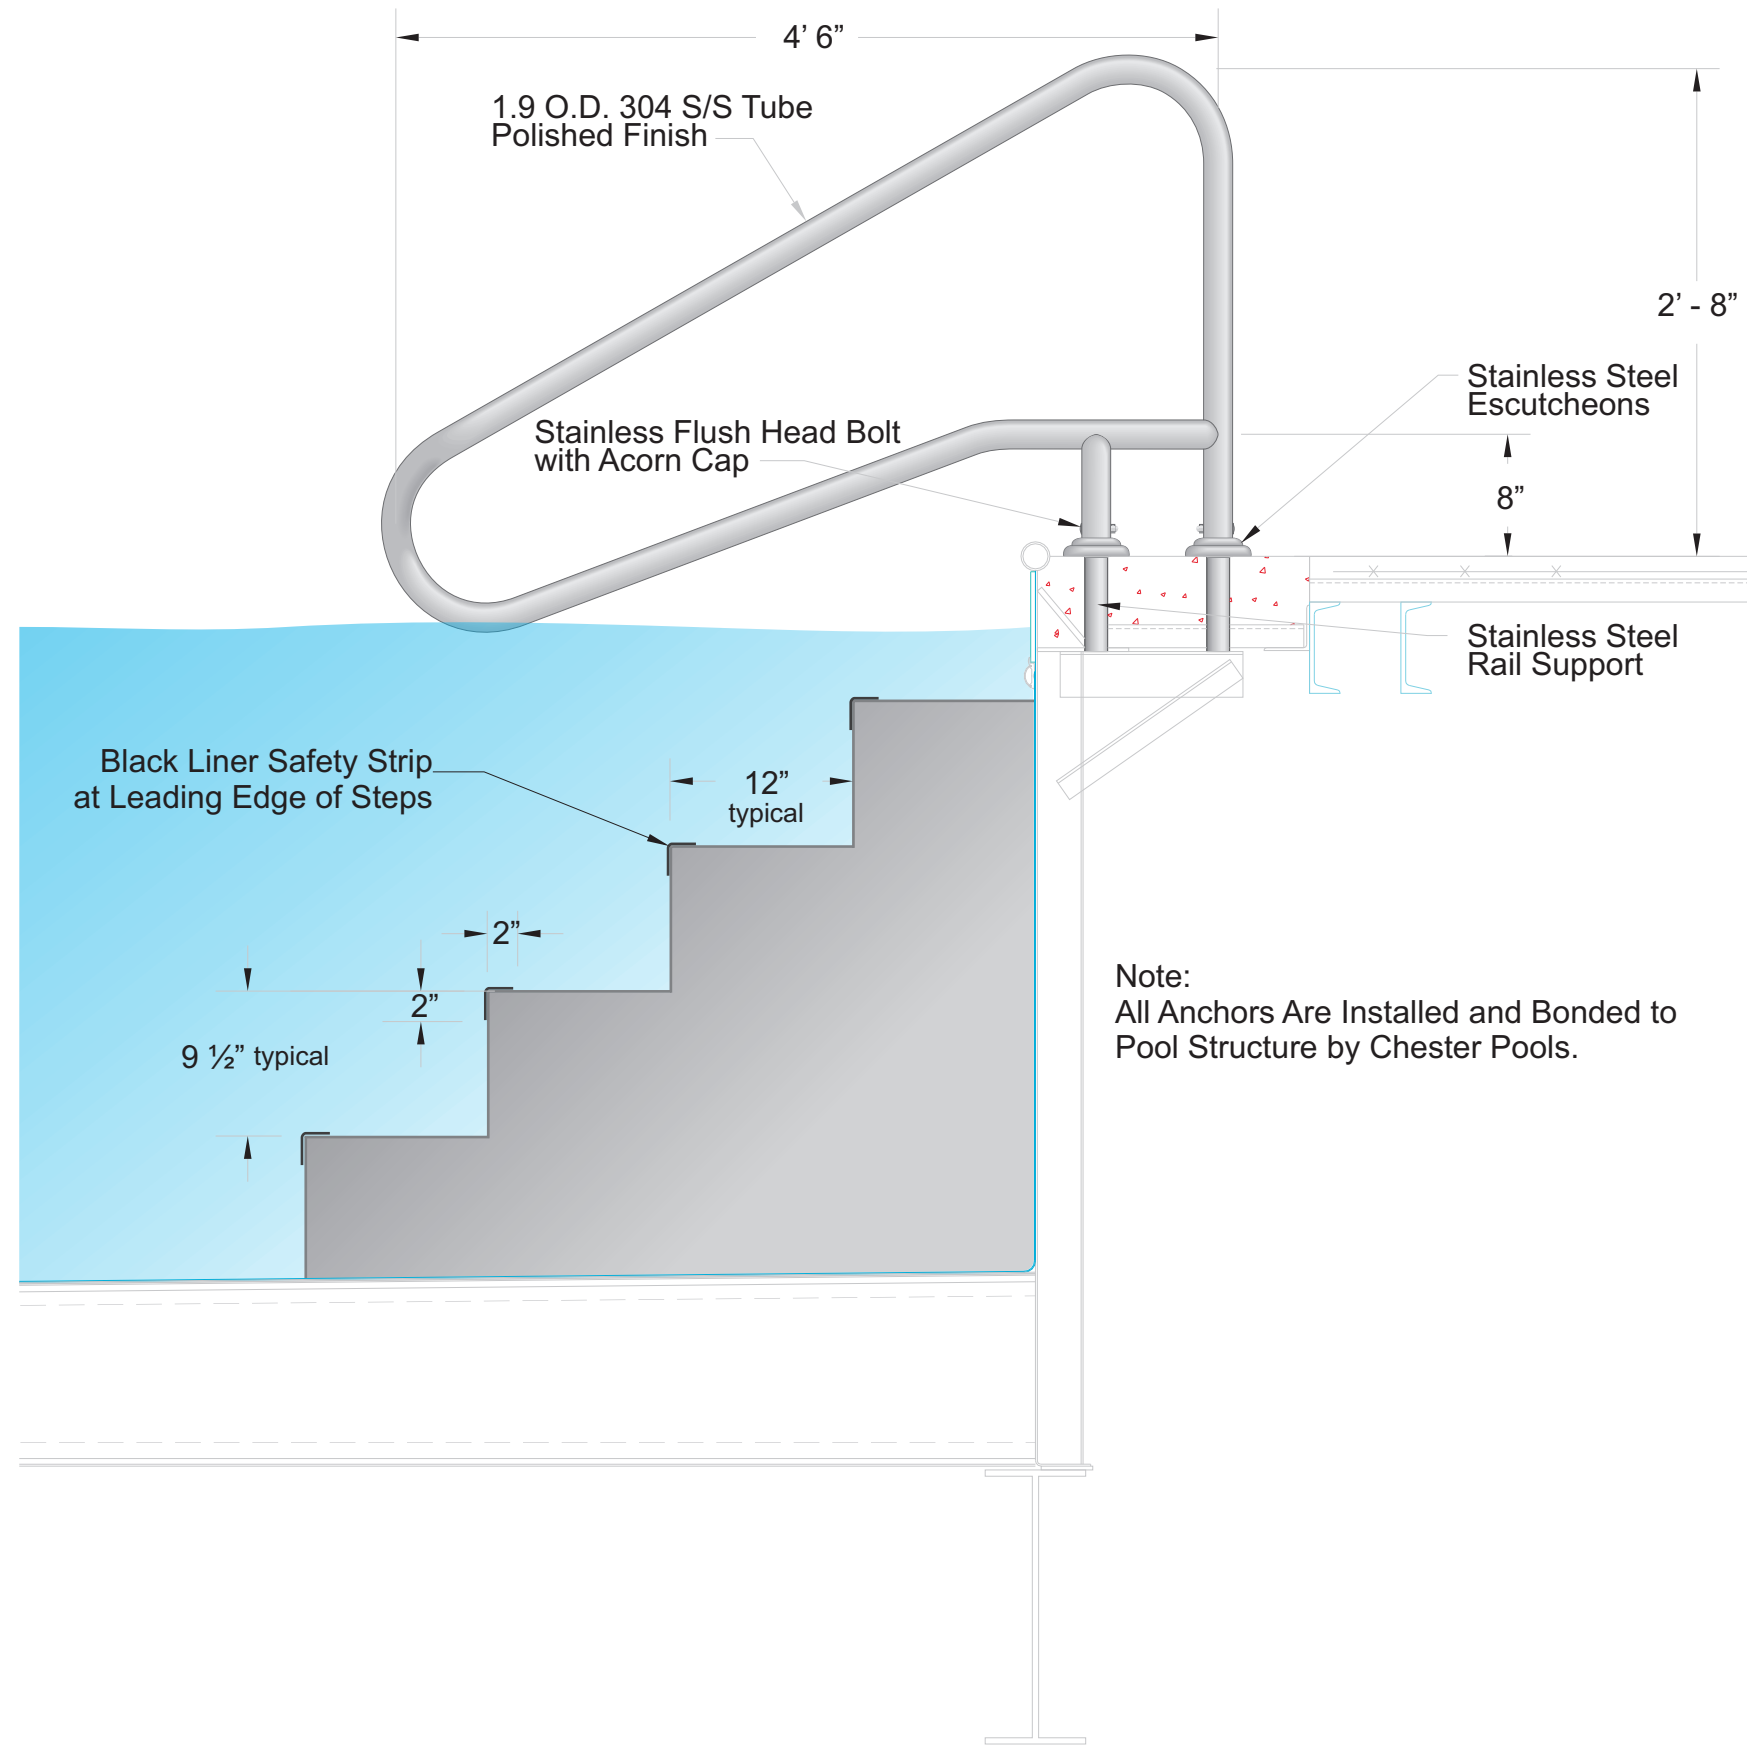 4’ 6”
1.9 O.D. 304 S/S Tube
Polished Finish
2’ - 8”
Stainless Steel
Escutcheons
Stainless Flush Head Bolt
with Acorn Cap
8”
Stainless Steel
Rail Support
Black Liner Safety Strip
at Leading Edge of Steps
12”
typical
2”
2”
9 ½” typical
Note:
All Anchors Are Installed and Bonded to
Pool Structure by Chester Pools.